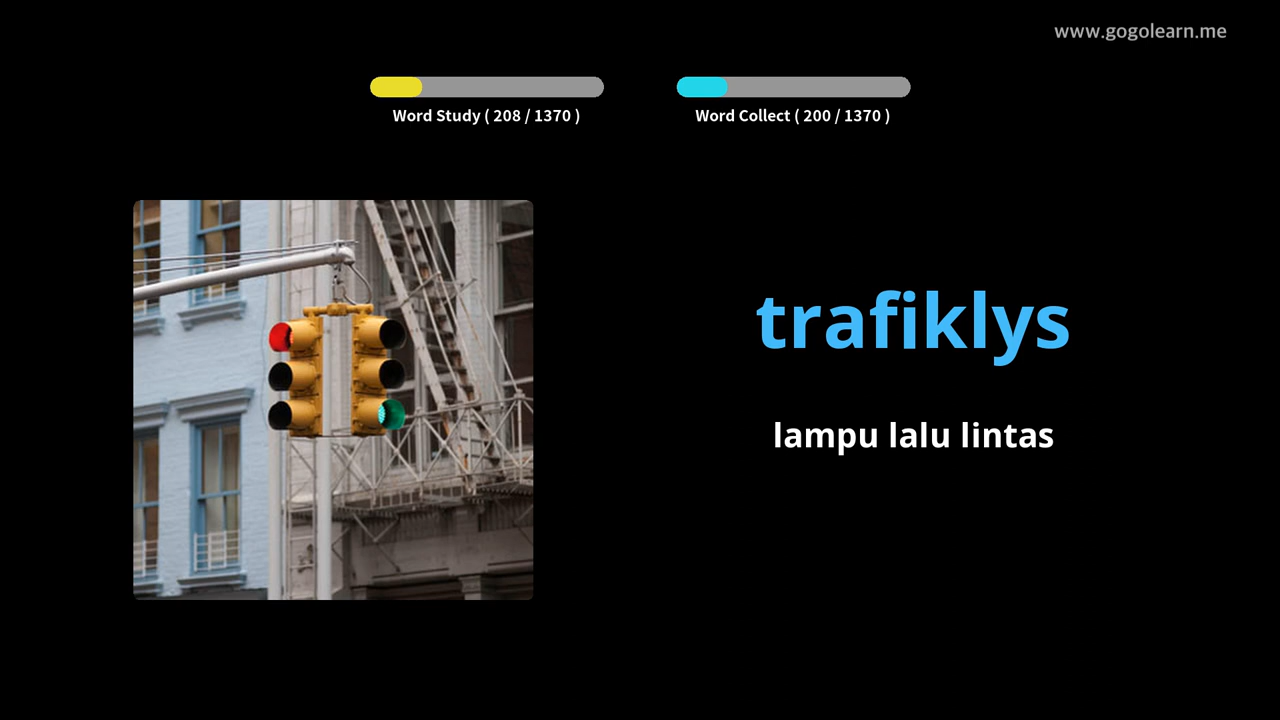 www.gogolearn.me
Word Study ( 208 / 1370 )
Word Collect ( 200 / 1370 )
trafiklys
lampu lalu lintas